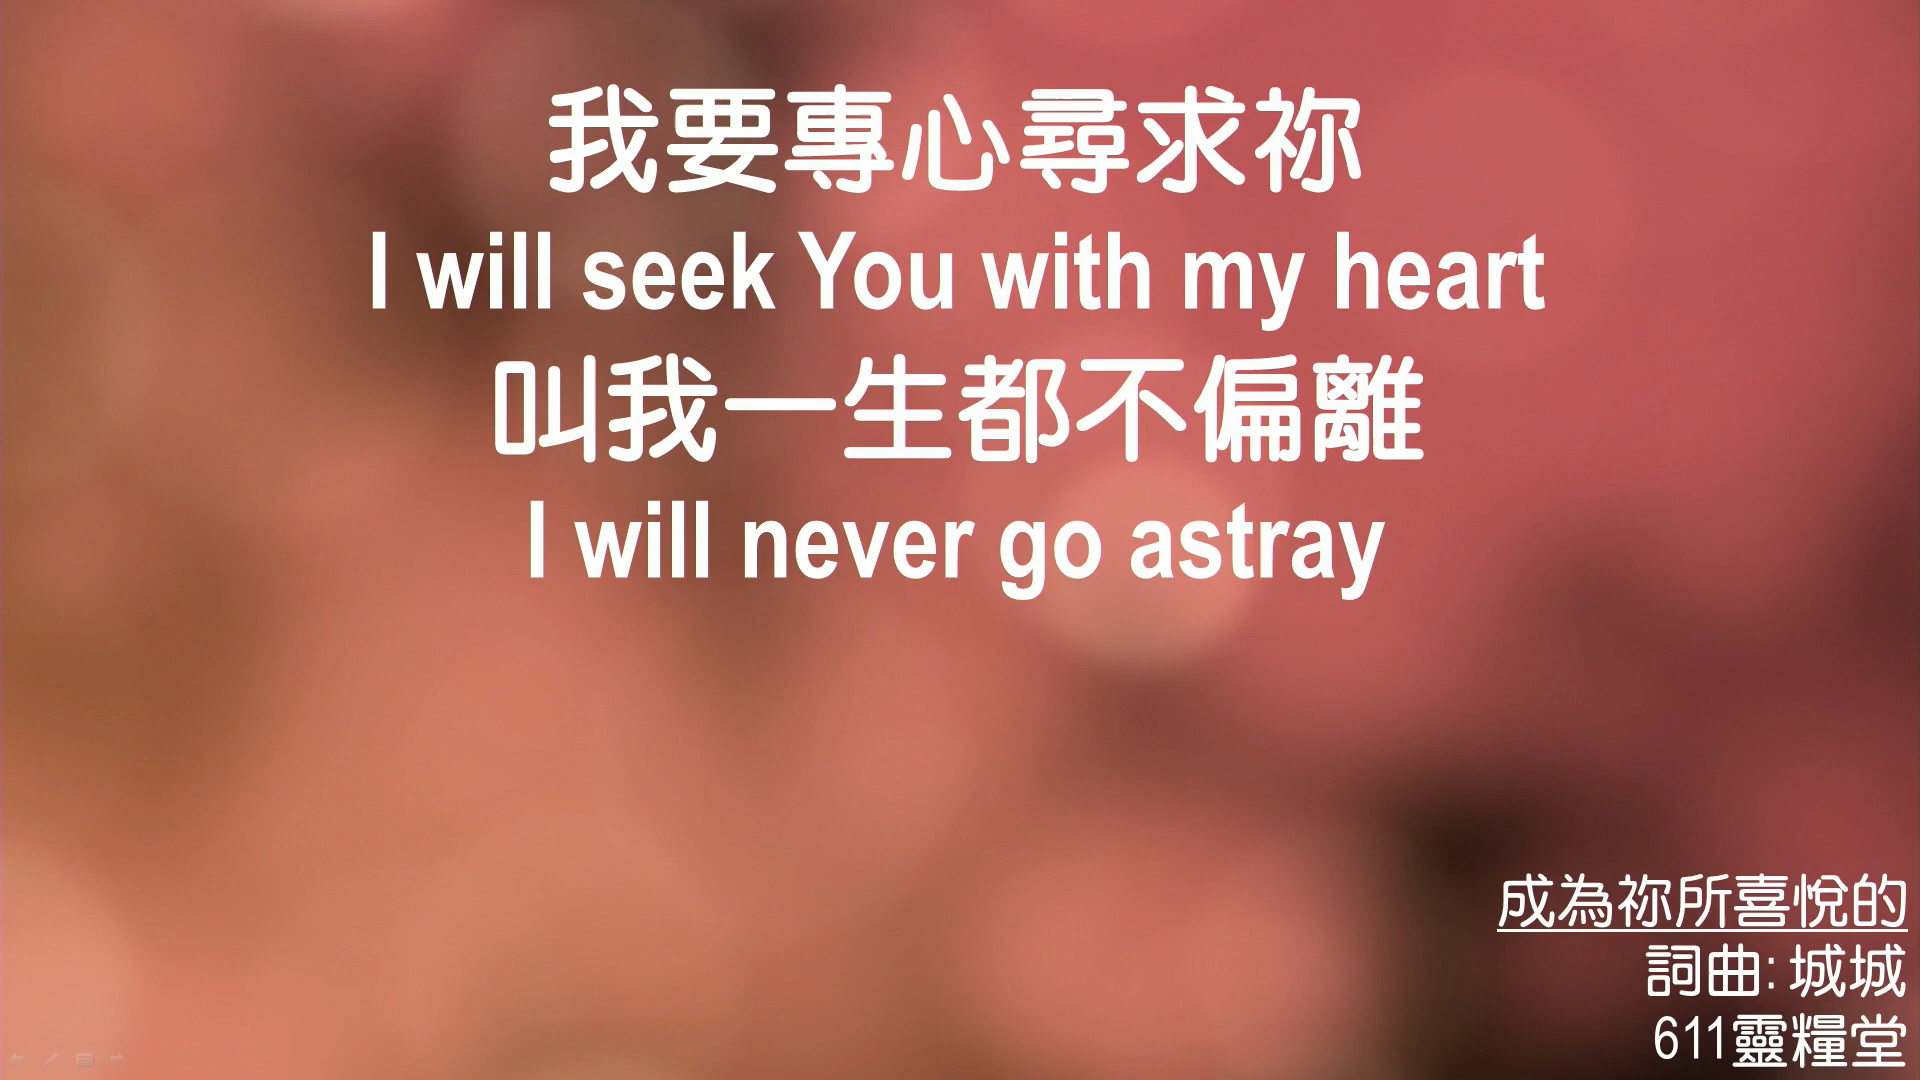 我要專心尋求祢
I will seek You with my heart
叫我一生都不偏離
I will never go astray
成為祢所喜悅的
詞曲: 城城
611靈糧堂